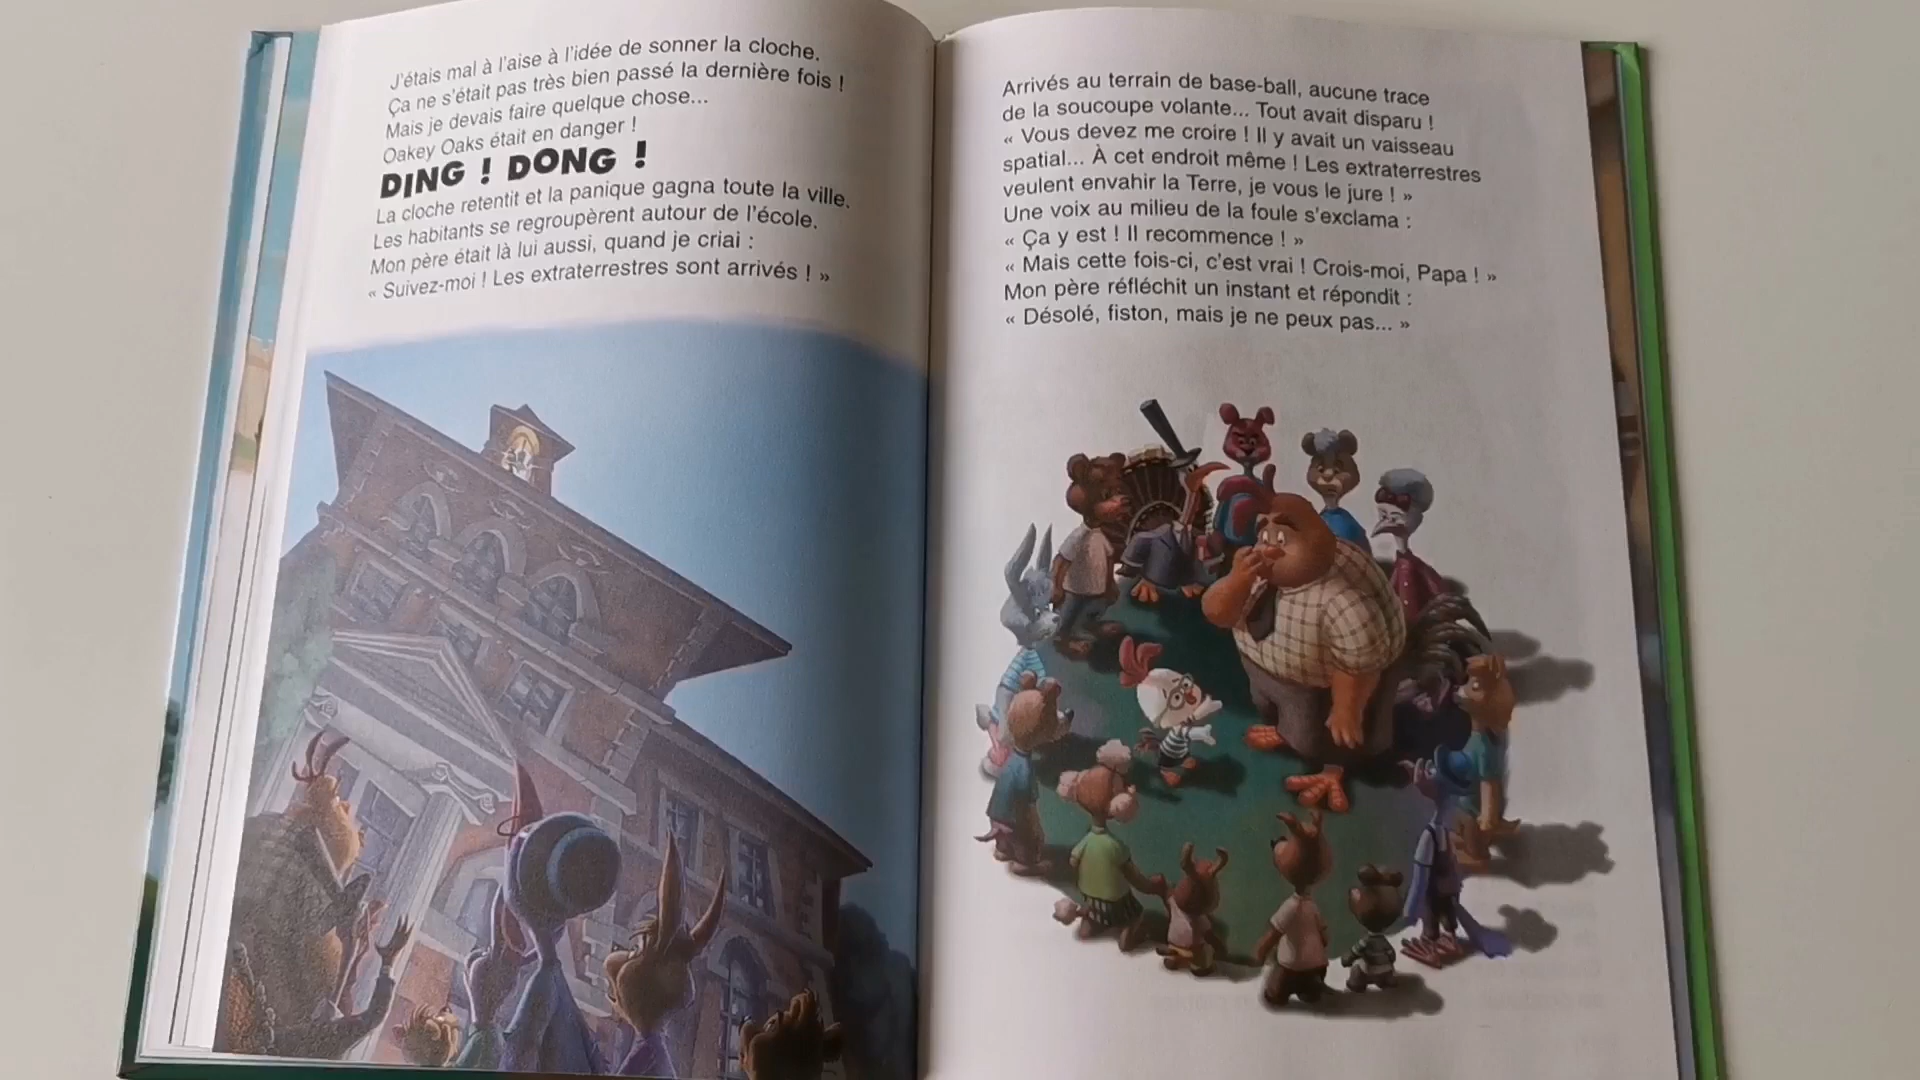 J'étais mal à l'aise à l'idée de sonner la cloche.
Ça ne s'était pas très bien passé la dernière fois !
Mais je devais faire quelque chose...
Oakey Oaks était en danger !
DING ! DONG !
La cloche retentit et la panique gagna toute la ville.
Les habitants se regroupèrent autour de l'école.
Mon père était là lui aussi, quand je criai :
« Suivez-moi ! Les extraterrestres sont arrivés ! »
Arrivés au terrain de base-ball, aucune trace
de la soucoupe volante... Tout avait disparu !
« Vous devez me croire ! Il y avait un vaisseau
spatial... À cet endroit même ! Les extraterrestres
veulent envahir la Terre, je vous le jure ! »
Une voix au milieu de la foule s'exclama :
« Ça y est ! Il recommence ! »
« Mais cette fois-ci, c'est vrai ! Crois-moi, Papa ! »
Mon père réfléchit un instant et répondit :
« Désolé, fiston, mais je ne peux pas... »